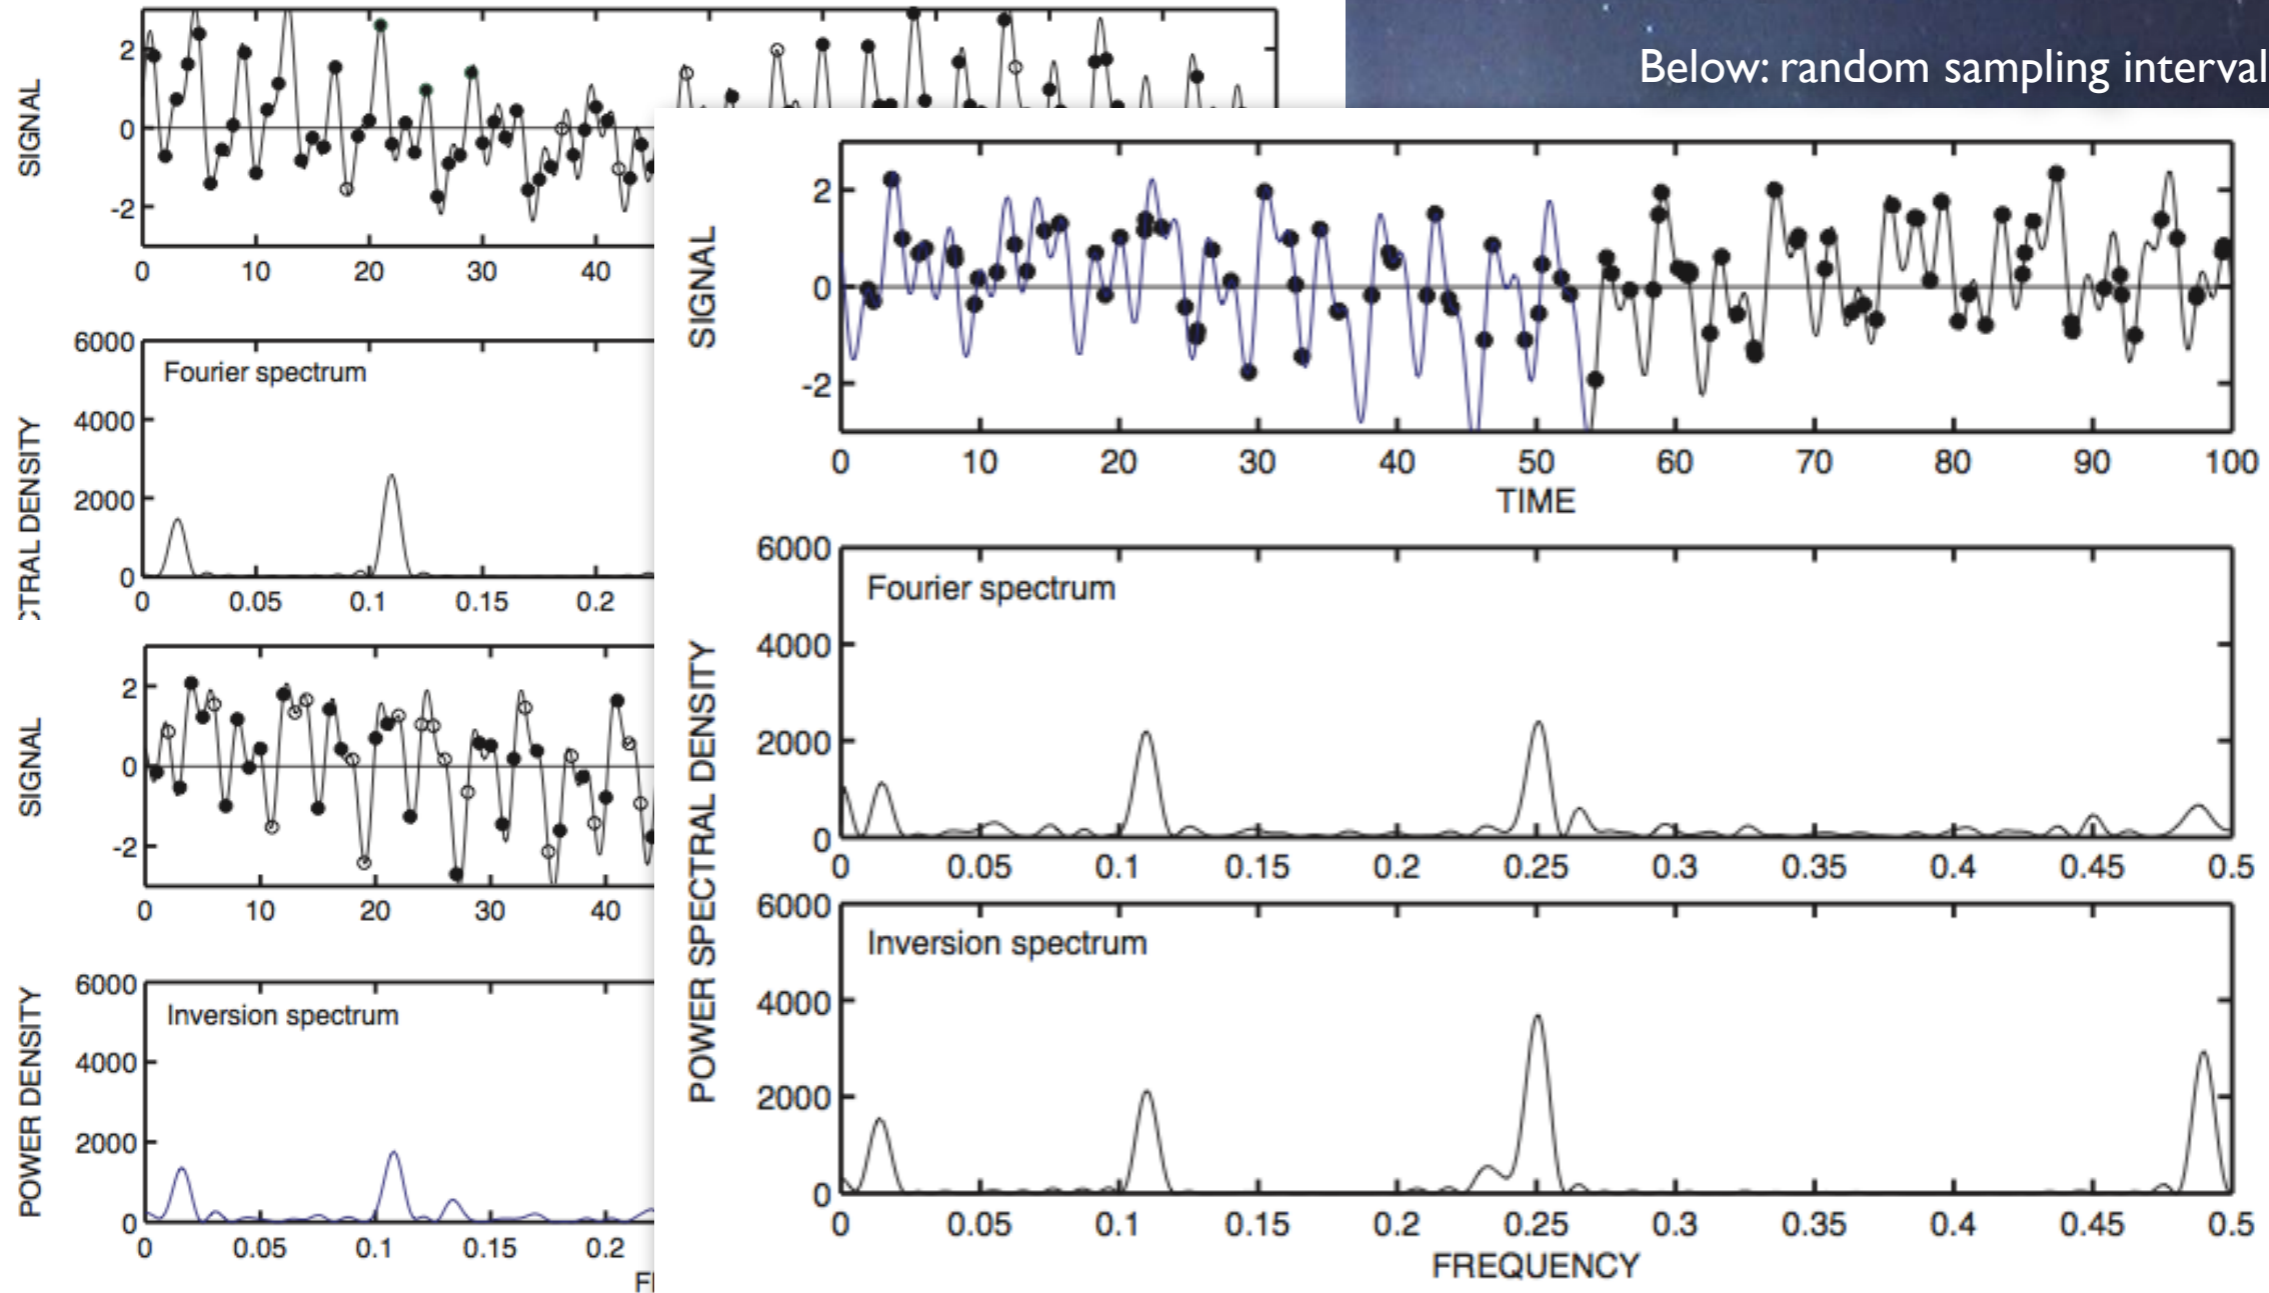 Below: random sampling interval
SIGNAL
2
0
-2
0 10 20 30 40
6000
4000
2000
0
Fourier spectrum
CTRAL DENSITY
0 0.05 0.1 0.15 0.2
SIGNAL
2
0
-2
0 10 20 30 40
POWER DENSITY
6000
4000
2000
0
Inversion spectrum
0 0.05 0.1 0.15 0.2
SIGNAL
2
0
-2
0 10 20 30 40 50 60 70 80 90 100
TIME
POWER SPECTRAL DENSITY
6000
4000
2000
0
Fourier spectrum
0 0.05 0.1 0.15 0.2 0.25 0.3 0.35 0.4 0.45 0.5
6000
4000
2000
0
Inversion spectrum
0 0.05 0.1 0.15 0.2 0.25 0.3 0.35 0.4 0.45 0.5
FREQUENCY